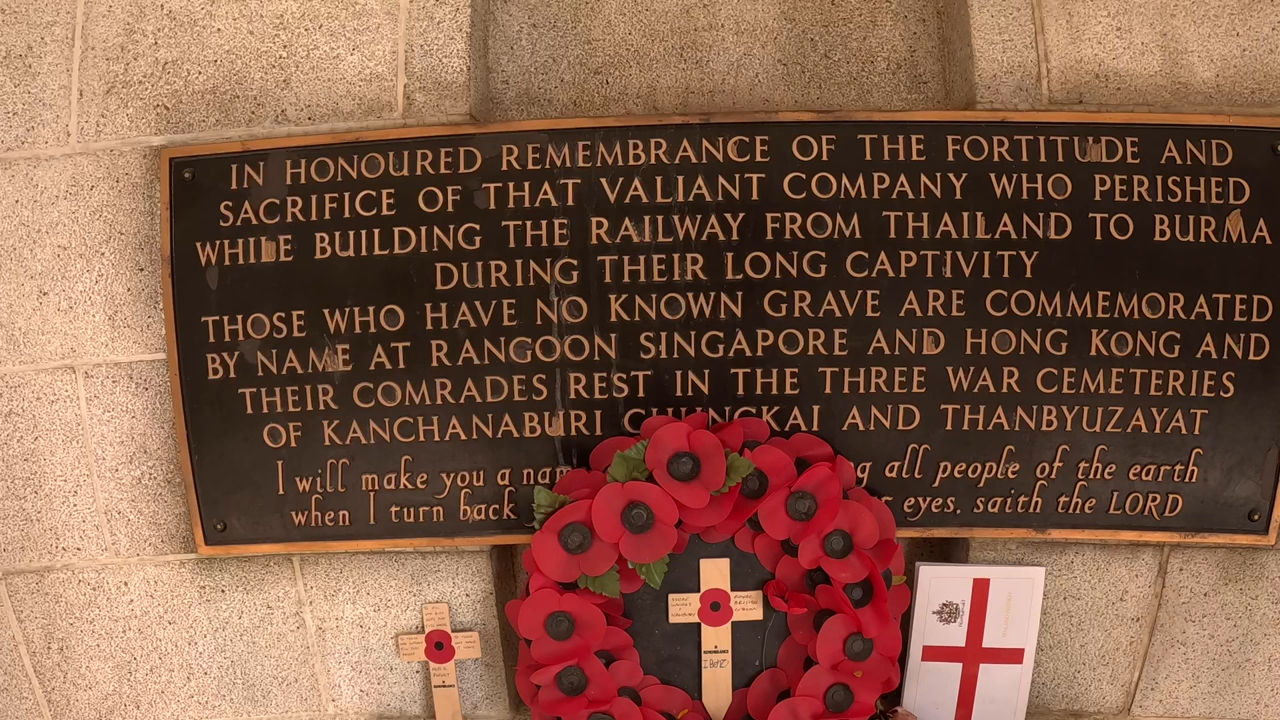 IN HONOURED REMEMBRANCE OF THE FORTITUDE AND
SACRIFICE OF THAT VALIANT COMPANY WHO PERISHED
WHILE BUILDING THE RAILWAY FROM THAILAND TO BURMA
DURING THEIR LONG CAPTIVITY
THOSE WHO HAVE NO KNOWN GRAVE ARE COMMEMORATED
BY NAME AT RANGOON SINGAPORE AND HONG KONG AND
THEIR COMRADES REST IN THE THREE WAR CEMETERIES
OF KANCHANABURI CHUNGKAI AND THANBYUZAYAT
I will make you a all people of the earth
when I turn back eyes, saith the LORD
REMEMBRANCE